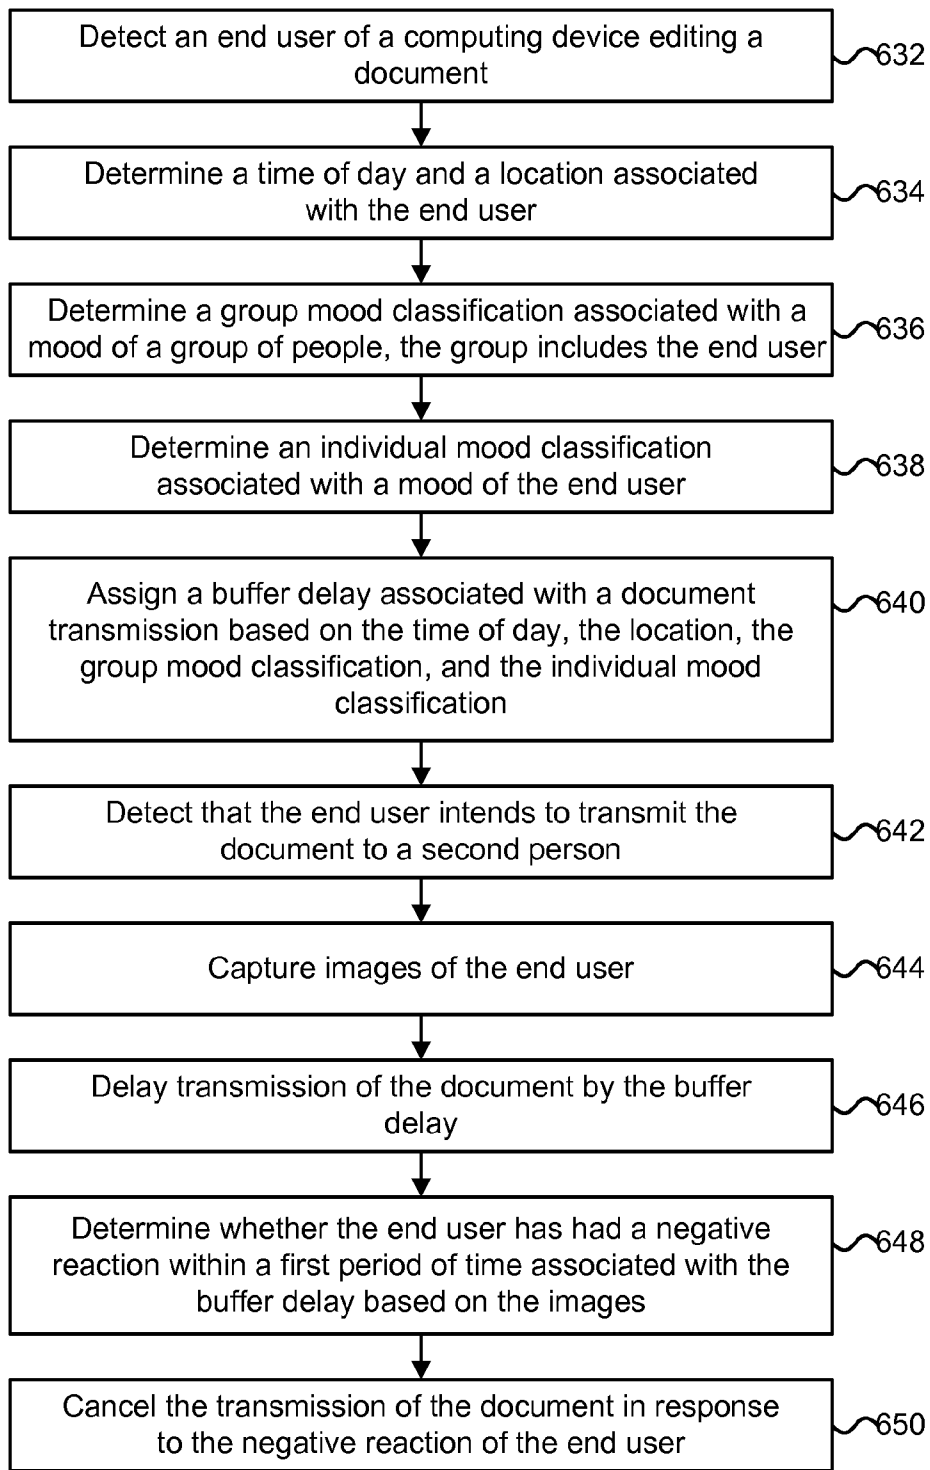 Detect an end user of a computing device editing a
document
632
Determine a time of day and a location associated
with the end user
634
Determine a group mood classification associated with a
mood of a group of people, the group includes the end user
636
Determine an individual mood classification
associated with a mood of the end user
638
Assign a buffer delay associated with a document
transmission based on the time of day, the location, the
group mood classification, and the individual mood
classification
640
Detect that the end user intends to transmit the
document to a second person
642
Capture images of the end user
644
Delay transmission of the document by the buffer
delay
646
Determine whether the end user has had a negative
reaction within a first period of time associated with the
buffer delay based on the images
648
Cancel the transmission of the document in response
to the negative reaction of the end user
650